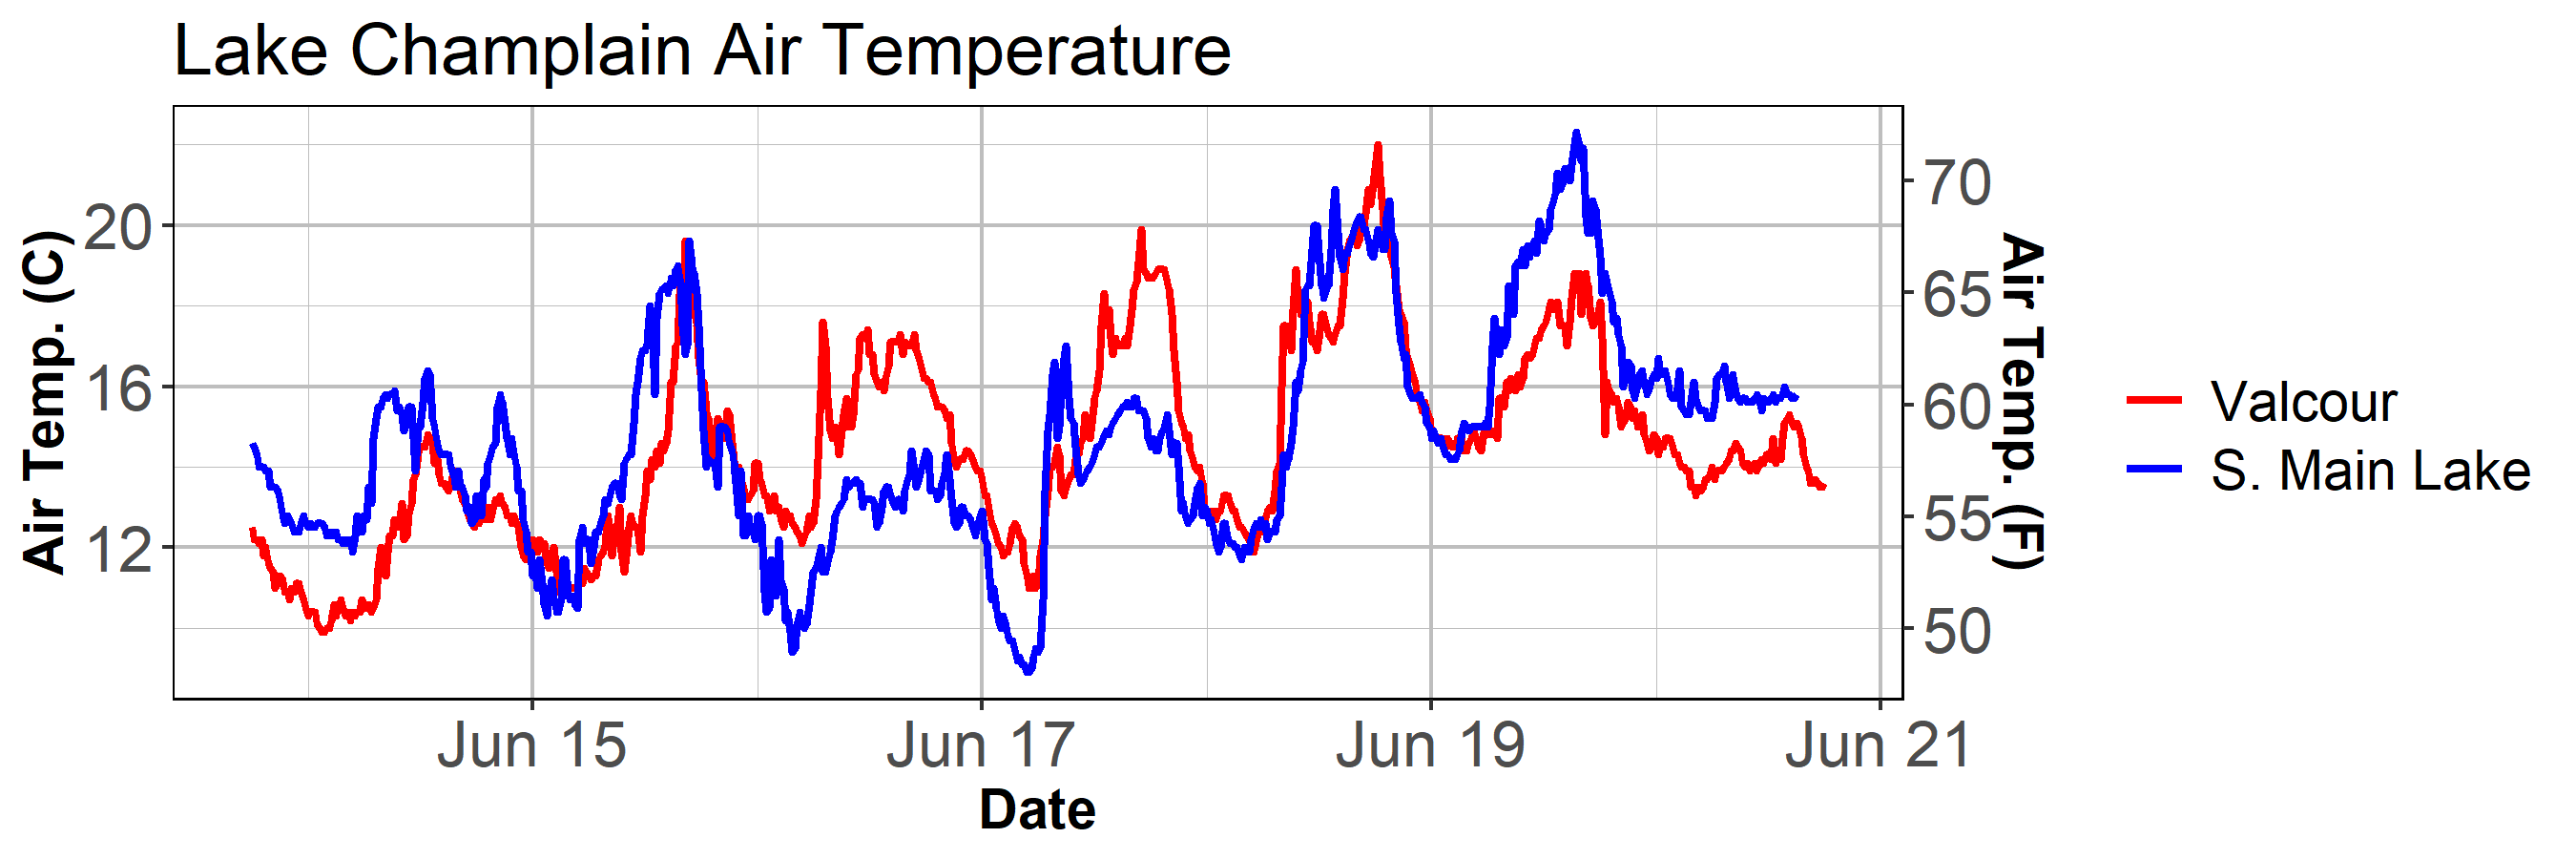 Lake Champlain Air Temperature
Air Temp. (C)
20
16
12
70
65
60
55
50
Air Temp. (F)
Jun 15
Jun 17
Jun 19
Jun 21
Date
Valcour
S. Main Lake